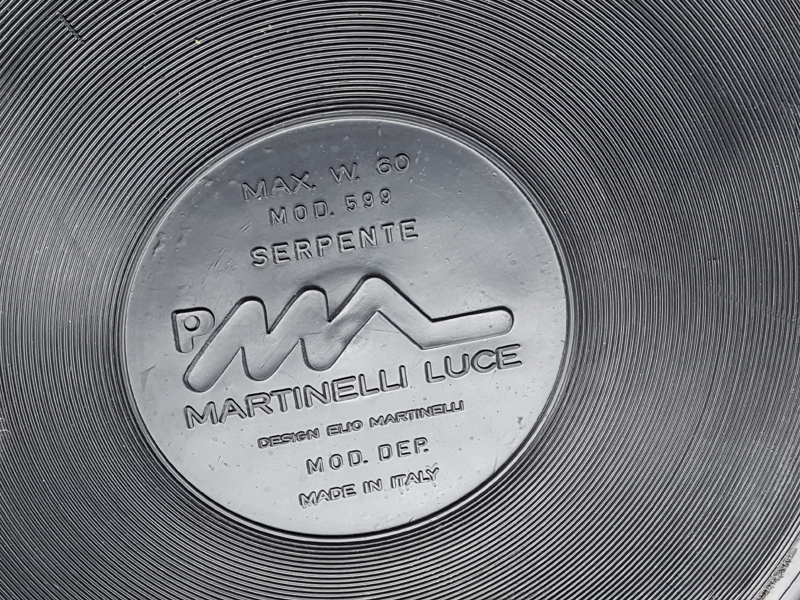 MAX. W. 60
MOD. 599
SERPENTE
P
MARTINELLI LUCE
DESIGN ELIO MARTINELLI
MOD. DEP.
MADE IN ITALY